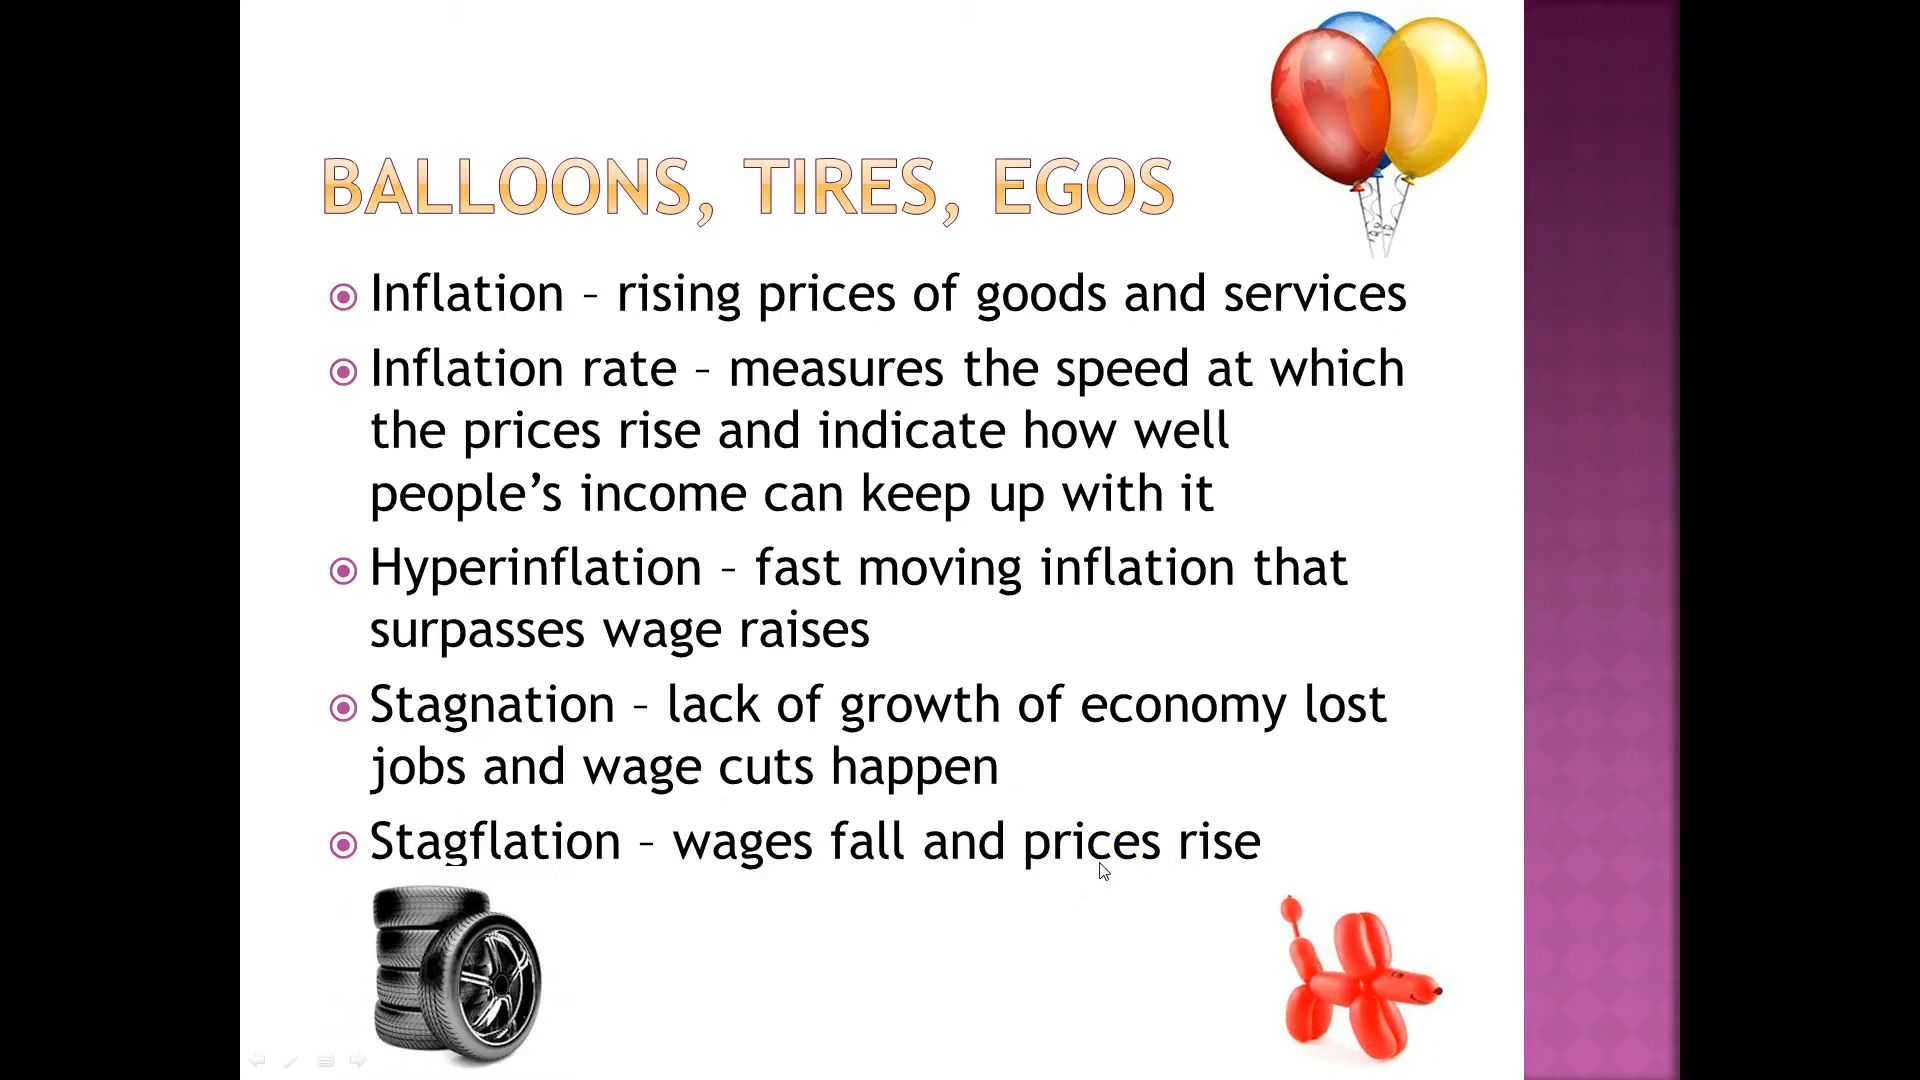 BALLOONS, TIRES, EGOS
Inflation – rising prices of goods and services
Inflation rate – measures the speed at which
the prices rise and indicate how well
people’s income can keep up with it
Hyperinflation – fast moving inflation that
surpasses wage raises
Stagnation – lack of growth of economy lost
jobs and wage cuts happen
Stagflation – wages fall and prices rise